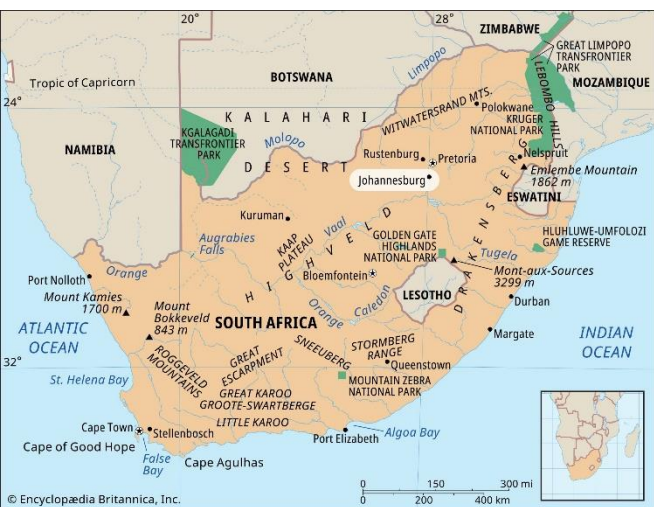 20°
28°
ZIMBABWE
GREAT LIMPOPO
TRANSFRONTIER
PARK
Limpopo
Tropic of Capricorn
BOTSWANA
MOZAMBIQUE
24°
LEBOMBO HILLS
WITWATERSRAND MTS.
Polokwane
KRUGER
NATIONAL PARK
KALAHARI
DESERT
KGALAGADI
TRANSFRONTIER
PARK
Molopo
NAMIBIA
Rustenburg
Pretoria
Nelspruit
Emlembe Mountain
1862 m
Johannesburg
ESWATINI
Kuruman
Vaal
KAAP
PLATEAU
HIGHVELD
DRAKENSBERG
GOLDEN GATE
HIGHLANDS
NATIONAL PARK
HLUHLUWE-UMFOLOZI
GAME RESERVE
Augrabies
Falls
Tugela
Orange
Bloemfontein
Mont-aux-Sources
3299 m
Port Nolloth
Mount Kamies
1700 m
Mount
Bokkeveld
843 m
Orange
Caledon
LESOTHO
Durban
SOUTH AFRICA
ATLANTIC
OCEAN
Margate
INDIAN
OCEAN
STORMBERG
RANGE
SNEEUBERG
GREAT
ESCARPMENT
ROGGEVELD
MOUNTAINS
Queenstown
32°
St. Helena Bay
MOUNTAIN ZEBRA
NATIONAL PARK
GREAT KAROO
GROOTE-SWARTBERGE
LITTLE KAROO
Cape Town
Stellenbosch
Port Elizabeth
Algoa Bay
Cape of Good Hope
False
Bay
Cape Agulhas
0 150 300 mi
0 200 400 km
© Encyclopædia Britannica, Inc.